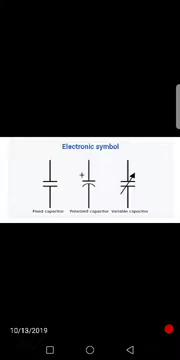 Electronic symbol
+
Fixed capacitor Polarized capacitor Variable capacitor
10/13/2019